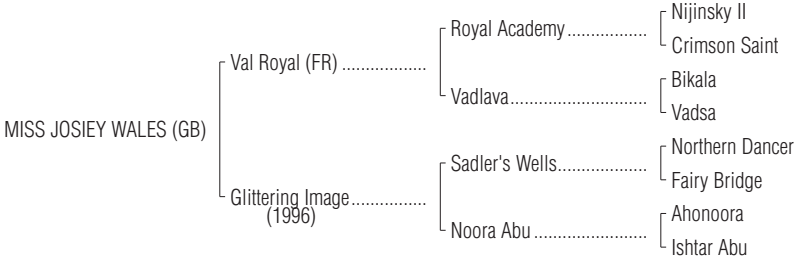 Nijinsky II
Royal Academy.................
Crimson Saint
Val Royal (FR) ..................
Bikala
Vadlava.............................
Vadsa
MISS JOSIEY WALES (GB)
Northern Dancer
Sadler's Wells...................
Fairy Bridge
Glittering Image................
(1996)
Ahonoora
Noora Abu ........................
Ishtar Abu